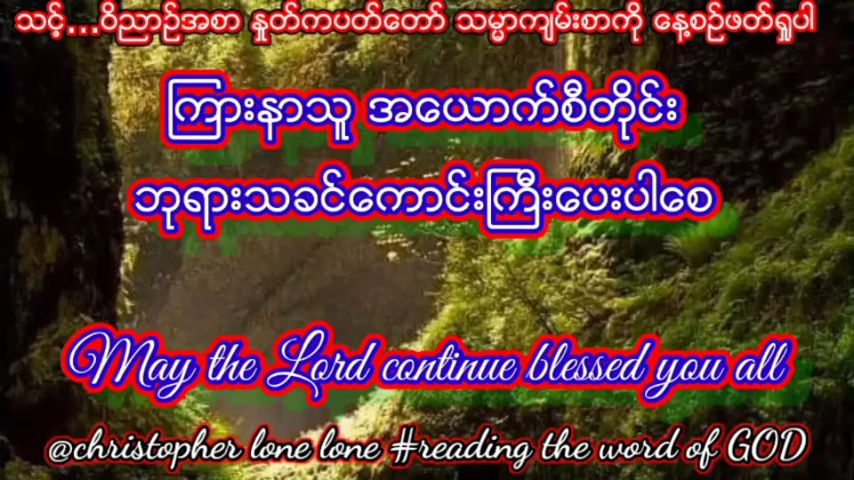 သင့်...ဝိညာဉ်အစာ နှုတ်ကပတ်တော် သမ္မာကျမ်းစာကို နေ့စဉ်ဖတ်ရှုပါ
ကြားနာသူ အယောက်စီတိုင်း
ဘုရားသခင်ကောင်းကြီးပေးပါစေ
May the Lord continue blessed you all
@christopher lone lone #reading the word of GOD